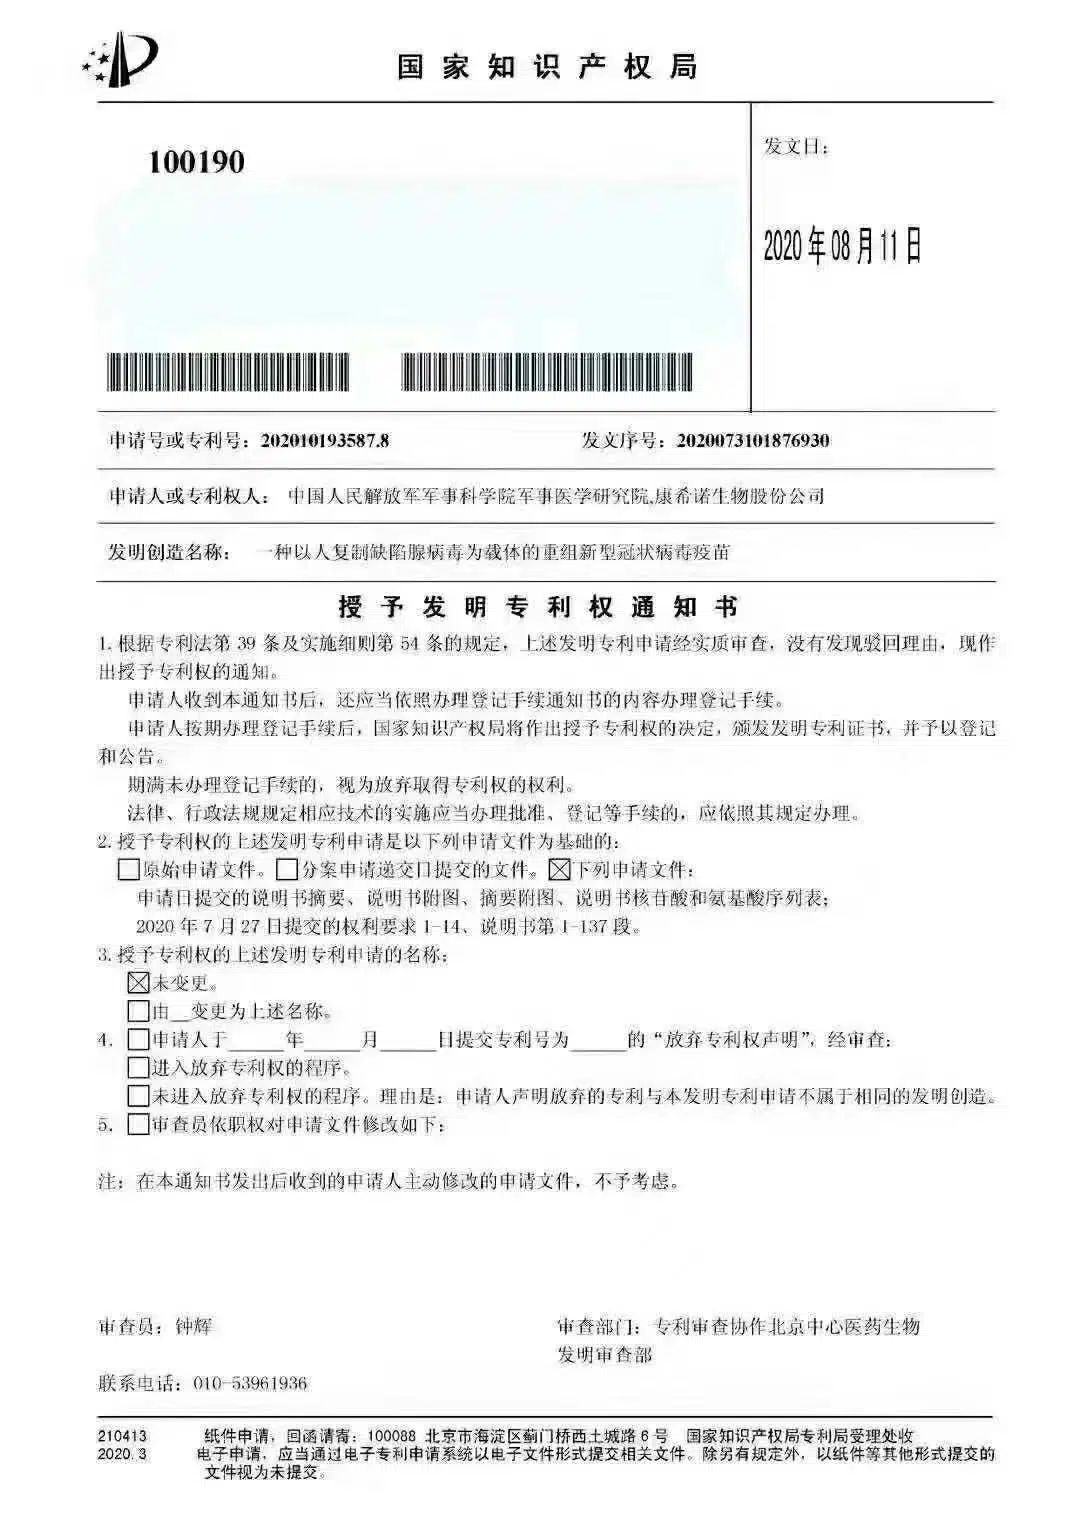 国家知识产权局
100190
发文日：
2020年08月11日
申请号或专利号：202010193587.8
发文序号：2020073101876930
申请人或专利权人： 中国人民解放军军事科学院军事医学研究院,康希诺生物股份公司
发明创造名称： 一种以人复制缺陷腺病毒为载体的重组新型冠状病毒疫苗
授予发明专利权通知书
1.根据专利法第 39 条及实施细则第 54 条的规定，上述发明专利申请经实质审查，没有发现驳回理由，现作
出授予专利权的通知。
申请人收到本通知书后，还应当依照办理登记手续通知书的内容办理登记手续。
申请人按期办理登记手续后，国家知识产权局将作出授予专利权的决定，颁发发明专利证书，并予以登记
和公告。
期满未办理登记手续的，视为放弃取得专利权的权利。
法律、行政法规规定相应技术的实施应当办理批准、登记等手续的，应依照其规定办理。
2.授予专利权的上述发明专利申请是以下列申请文件为基础的：
☐原始申请文件。☐分案申请递交日提交的文件。☒下列申请文件：
申请日提交的说明书摘要、说明书附图、摘要附图、说明书核苷酸和氨基酸序列表；
2020 年 7 月 27 日提交的权利要求 1-14、说明书第 1-137 段。
3.授予专利权的上述发明专利申请的名称：
☒未变更。
☐由__变更为上述名称。
4. ☐申请人于______年______月______日提交专利号为______的“放弃专利权声明”，经审查：
☐进入放弃专利权的程序。
☐未进入放弃专利权的程序。理由是：申请人声明放弃的专利与本发明专利申请不属于相同的发明创造。
5. ☐审查员依职权对申请文件修改如下：
注：在本通知书发出后收到的申请人主动修改的申请文件，不予考虑。
审查员：钟辉
审查部门：专利审查协作北京中心医药生物
发明审查部
联系电话：010-53961936
210413 纸件申请，回函请寄：100088 北京市海淀区蓟门桥西土城路 6 号 国家知识产权局专利局受理处收
2020.3 电子申请，应当通过电子专利申请系统以电子文件形式提交相关文件。除另有规定外，以纸件等其他形式提交的
文件视为未提交。